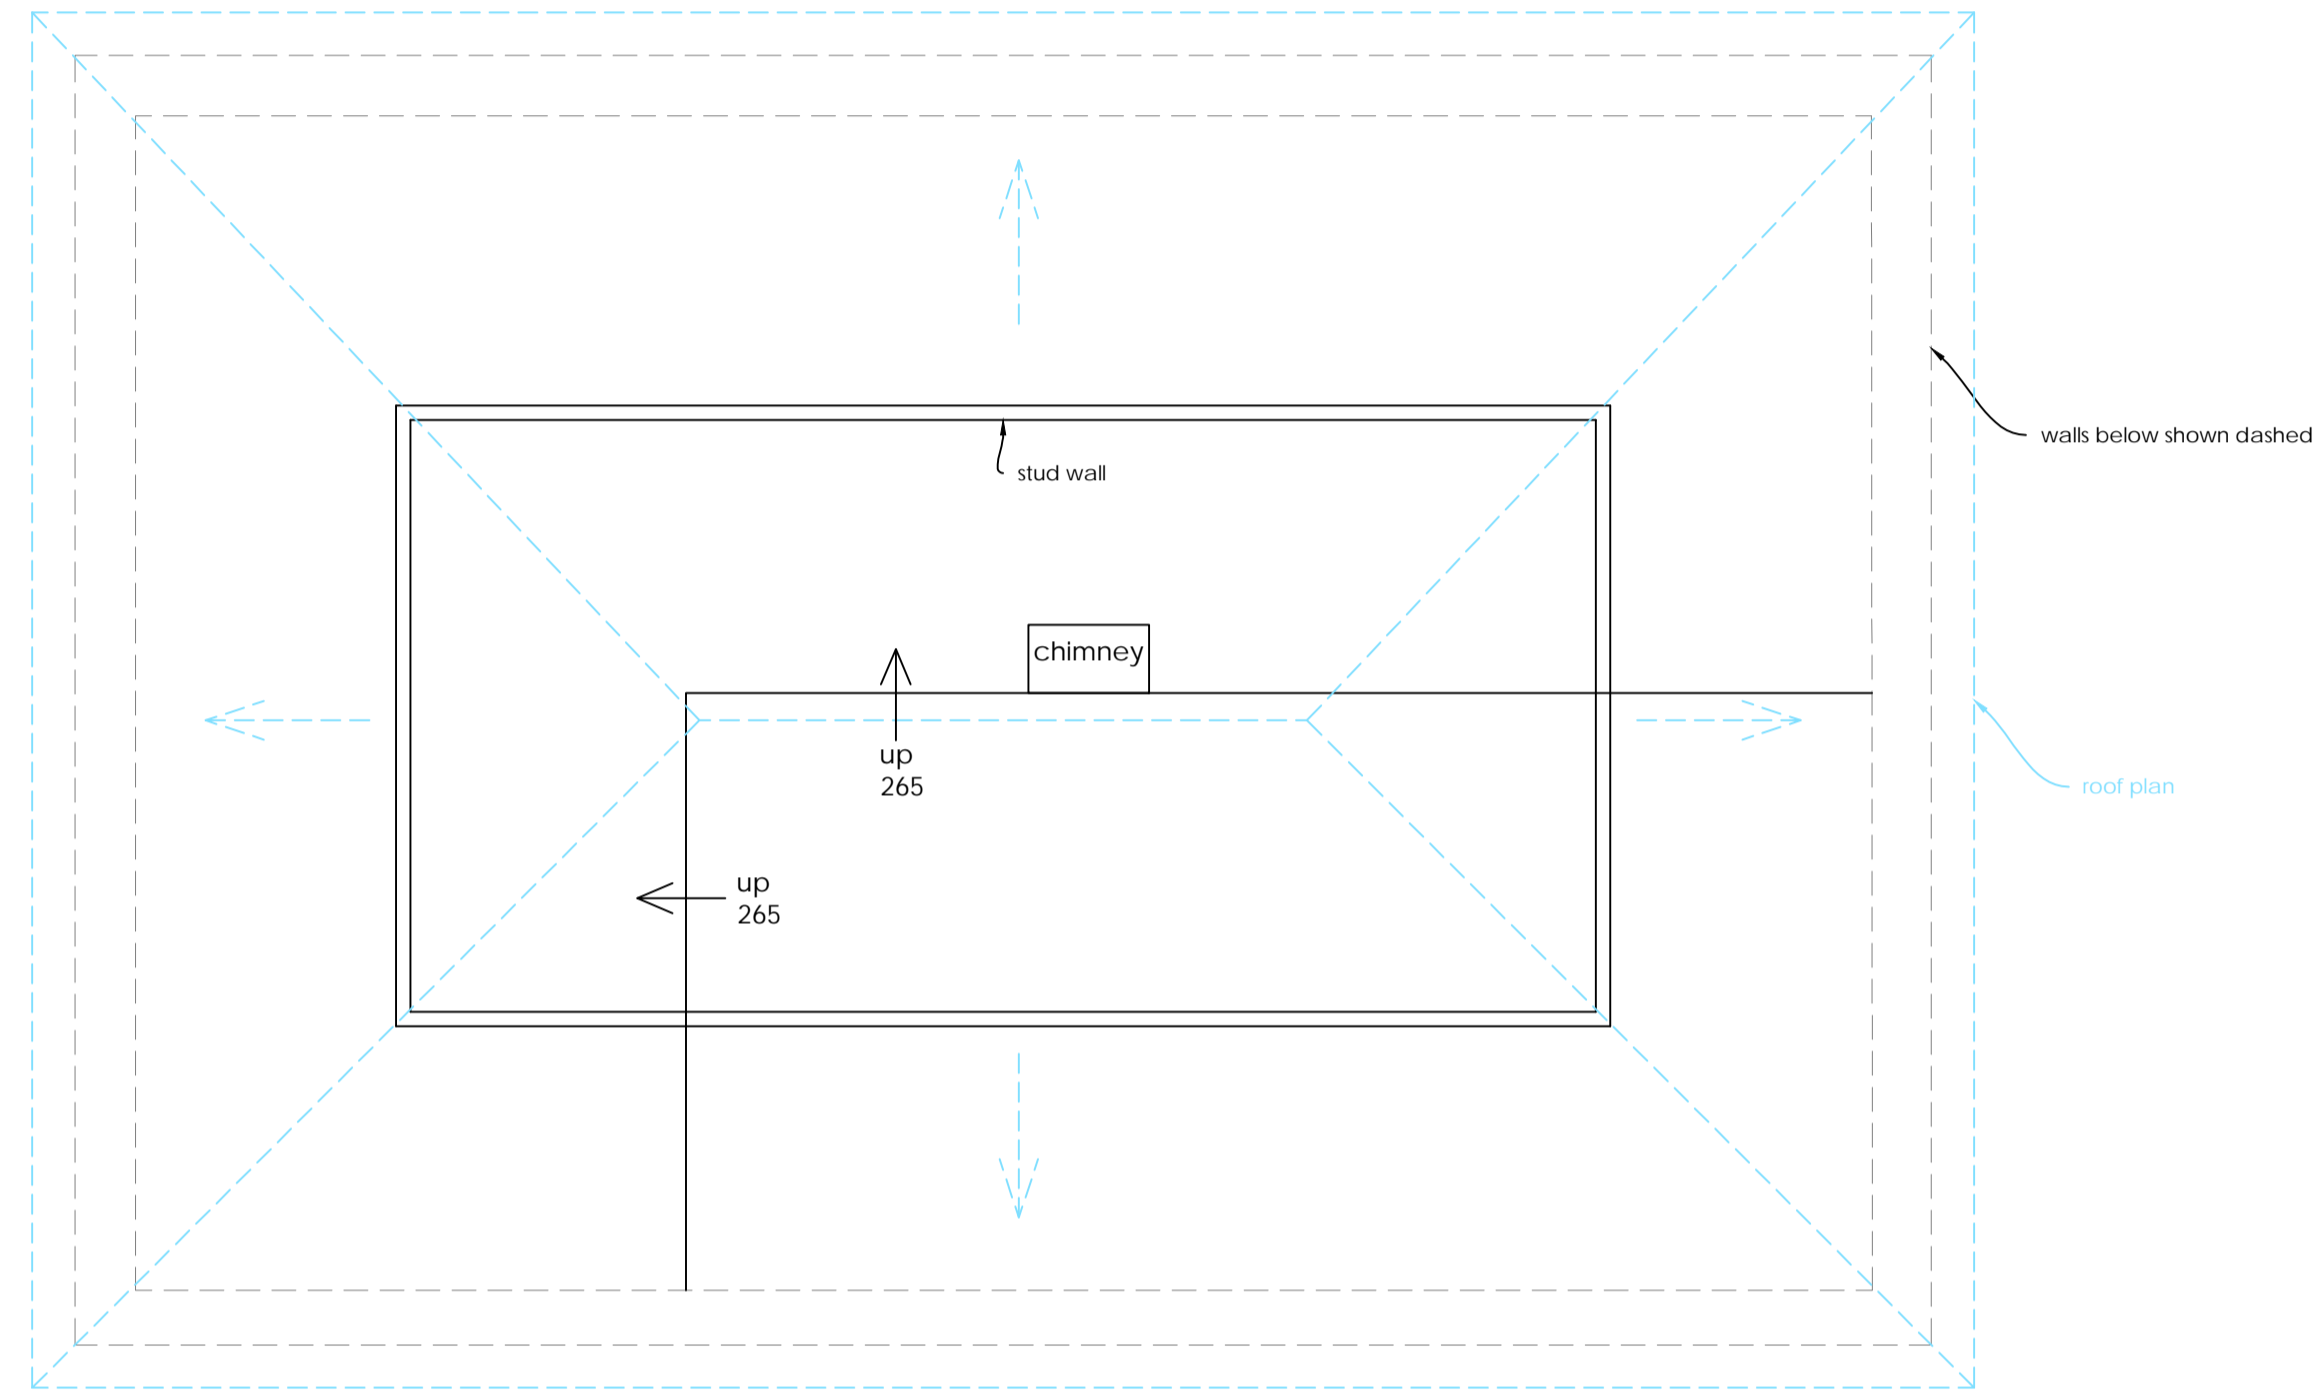 walls below shown dashed
stud wall
chimney
up
265
roof plan
up
265